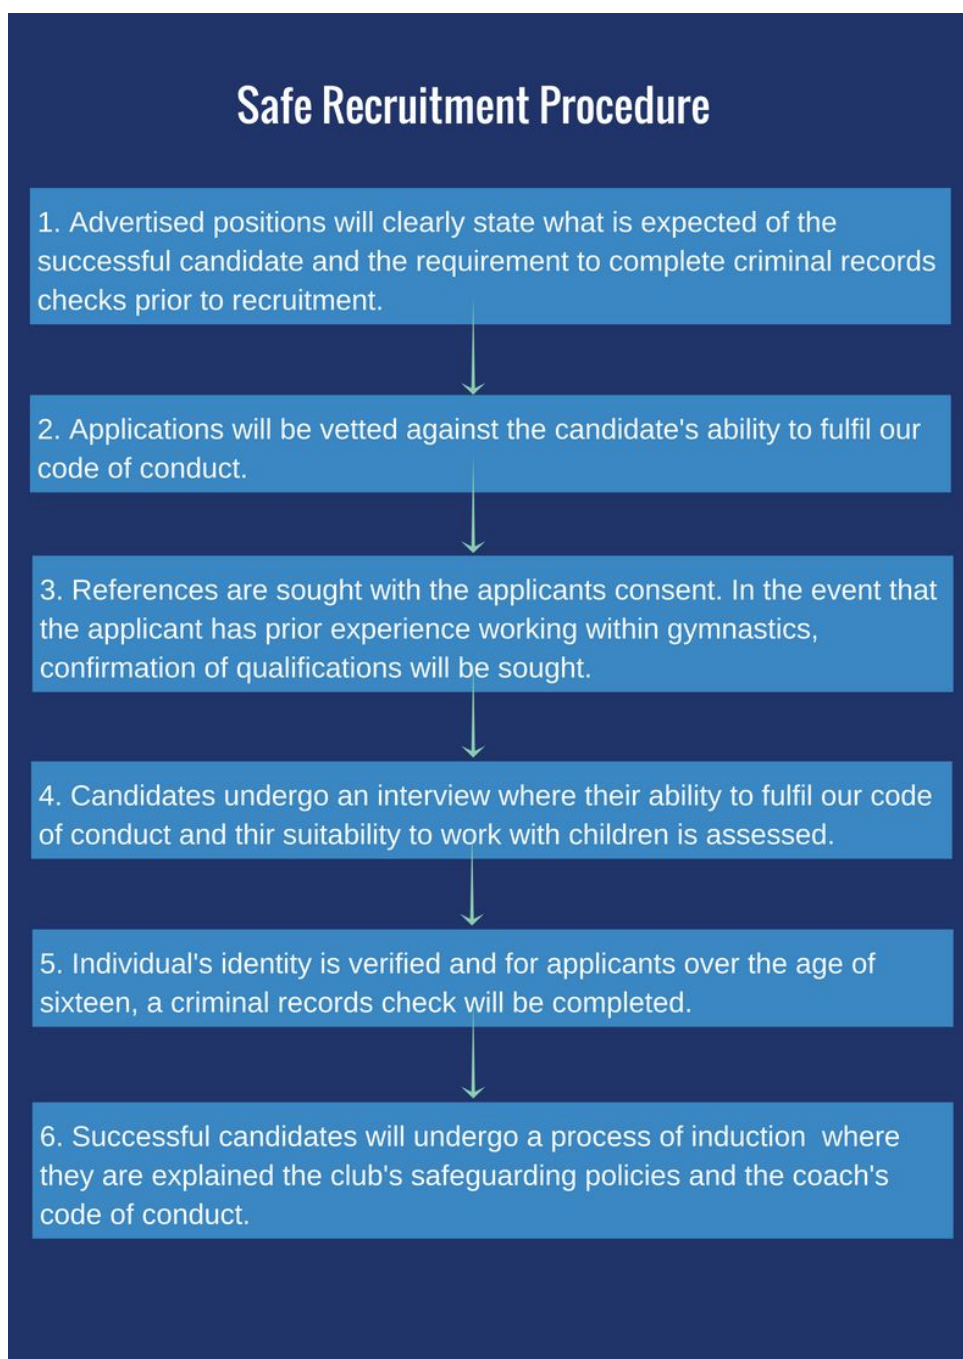 Safe Recruitment Procedure
1. Advertised positions will clearly state what is expected of the
successful candidate and the requirement to complete criminal records
checks prior to recruitment.
2. Applications will be vetted against the candidate's ability to fulfil our
code of conduct.
3. References are sought with the applicants consent. In the event that
the applicant has prior experience working within gymnastics,
confirmation of qualifications will be sought.
4. Candidates undergo an interview where their ability to fulfil our code
of conduct and thir suitability to work with children is assessed.
5. Individual's identity is verified and for applicants over the age of
sixteen, a criminal records check will be completed.
6. Successful candidates will undergo a process of induction  where
they are explained the club's safeguarding policies and the coach's
code of conduct.